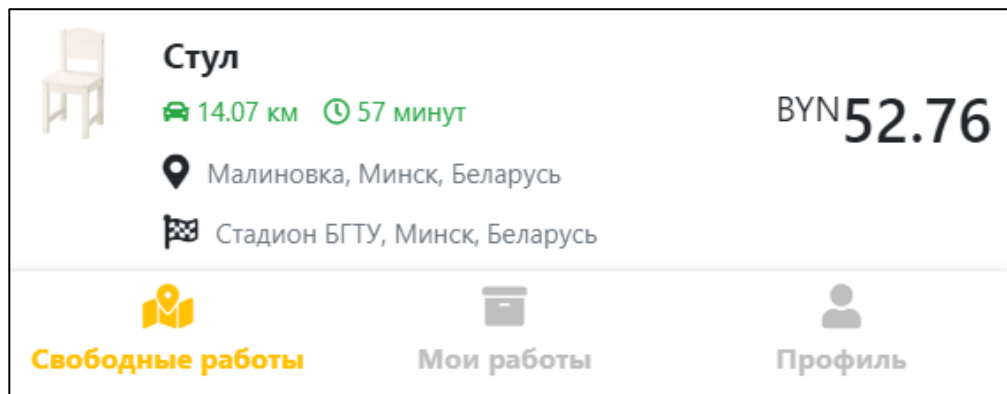 Стул
14.07 км 57 минут
BYN52.76
Малиновка, Минск, Беларусь
Стадион БГТУ, Минск, Беларусь
Свободные работы
Мои работы
Профиль